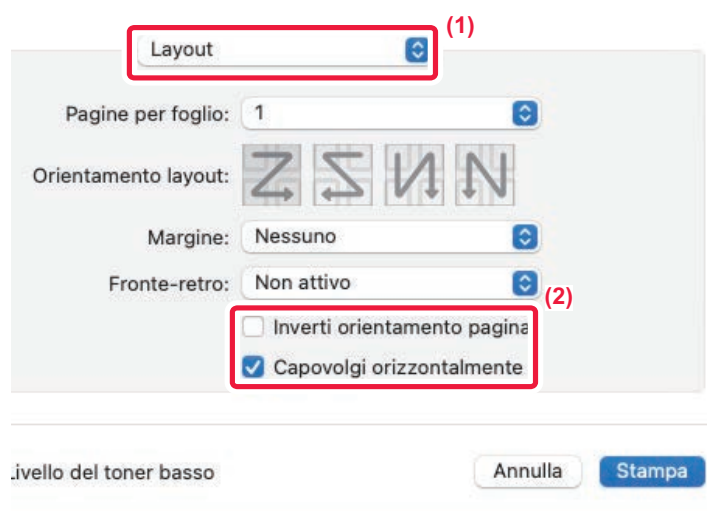 (1)
Layout
Pagine per foglio: 1
Orientamento layout:
Margine: Nessuno
Fronte-retro: Non attivo
(2)
Inverti orientamento pagina
Capovolgi orizzontalmente
.ivello del toner basso Annulla Stampa